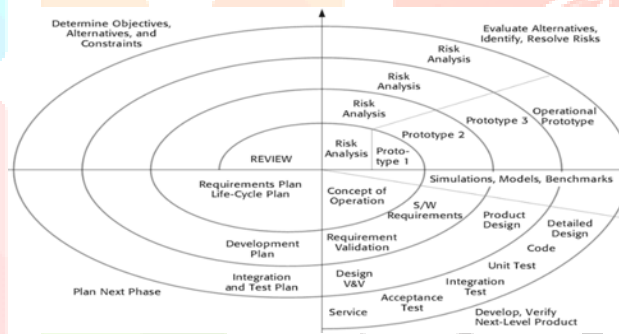 Determine Objectives,
Alternatives, and
Constraints
Evaluate Alternatives,
Identify, Resolve Risks
Risk
Analysis
Risk
Analysis
Risk
Analysis
Risk
Analysis
Proto-
type 1
Prototype 2
Prototype 3
Operational
Prototype
REVIEW
Requirements Plan
Life-Cycle Plan
Concept of
Operation
Simulations, Models, Benchmarks
S/W
Requirements
Product
Design
Detailed
Design
Development
Plan
Requirement
Validation
Code
Unit Test
Integration
and Test Plan
Design
V&V
Integration
Test
Acceptance
Test
Service
Plan Next Phase
Develop, Verify
Next-Level Product